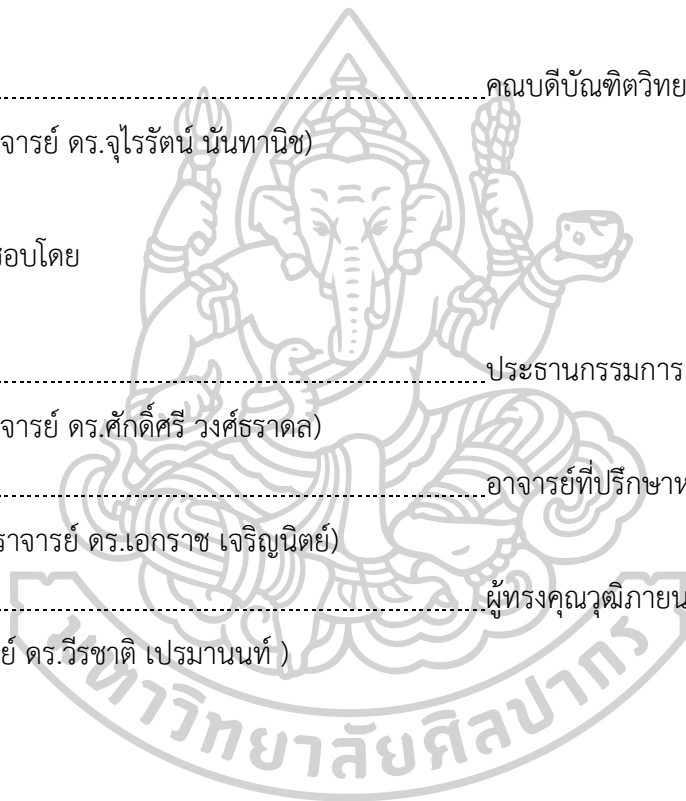 คณบดีบัณฑิตวิทย
จารย์ ดร.จุไรรัตน์ นันทานิช)
สอบโดย
ประธานกรรมการ
จารย์ ดร.ศักดิ์ศรี วงศ์ธราดล)
อาจารย์ที่ปรึกษาห
ราจารย์ ดร.เอกราช เจริญนิตย์)
ผู้ทรงคุณวุฒิภายน
ย์ ดร.วีรชาติ เปรมานนท์ )
มหาวิทยาลัยศิลปากร